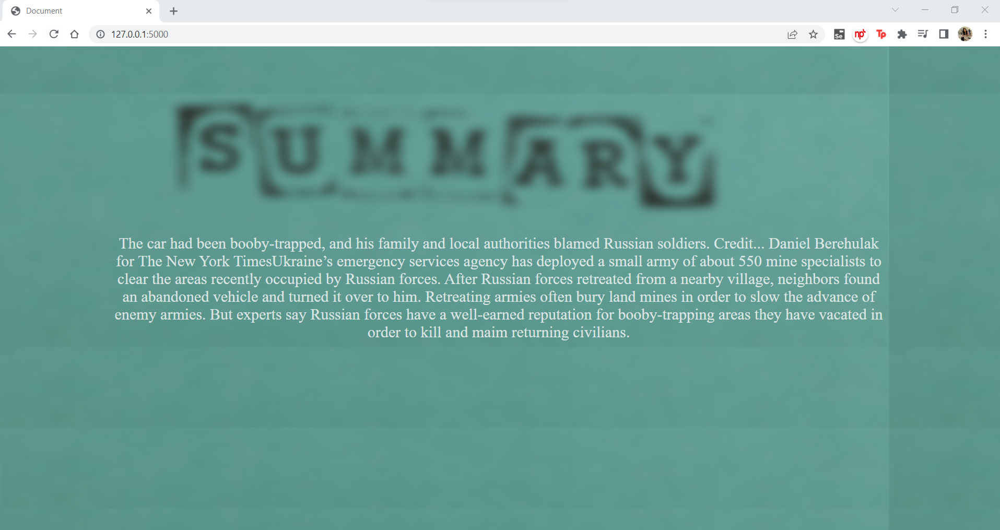 Document
127.0.0.1:5000
Se
npt
Tp
SUMMARY
The car had been booby-trapped, and his family and local authorities blamed Russian soldiers. Credit... Daniel Berehulak
for The New York TimesUkraine’s emergency services agency has deployed a small army of about 550 mine specialists to
clear the areas recently occupied by Russian forces. After Russian forces retreated from a nearby village, neighbors found
an abandoned vehicle and turned it over to him. Retreating armies often bury land mines in order to slow the advance of
enemy armies. But experts say Russian forces have a well-earned reputation for booby-trapping areas they have vacated in
order to kill and maim returning civilians.